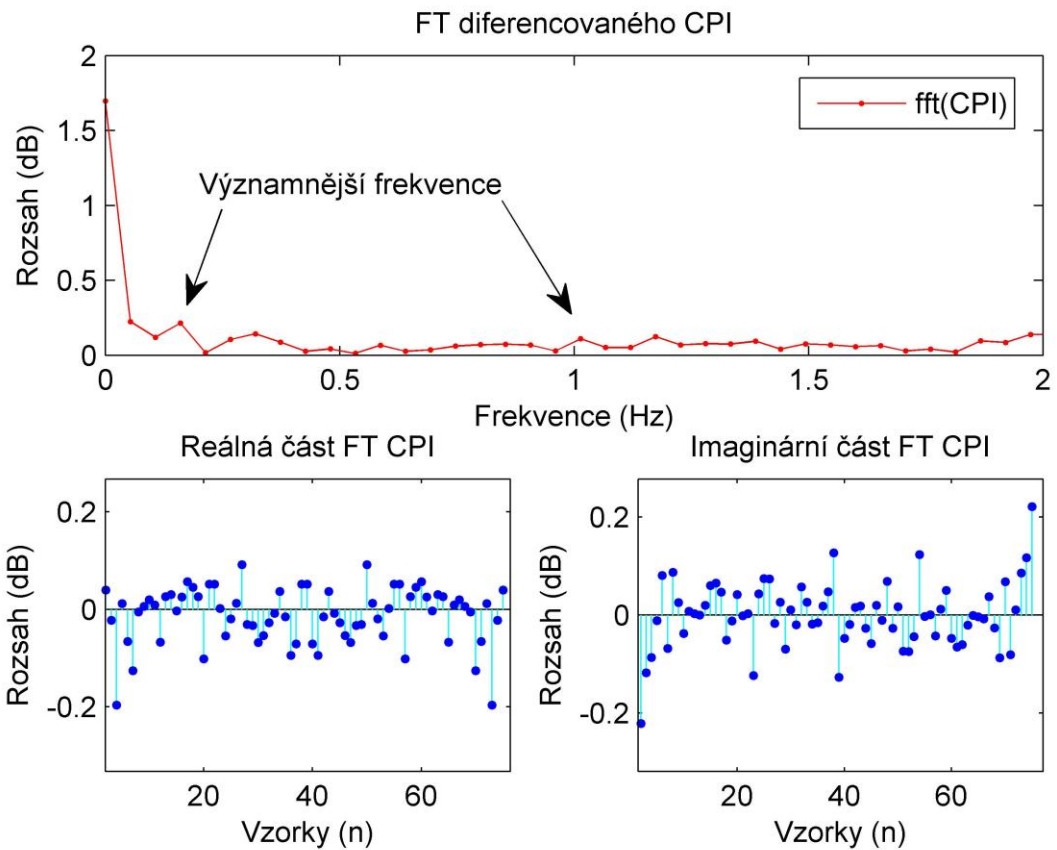 FT diferencovaného CPI
2
1.5
1
0.5
0
Rozsah (dB)
fft(CPI)
Významnější frekvence
0 0.5 1 1.5 2
Frekvence (Hz)
Reálná část FT CPI
0.2
0
-0.2
Rozsah (dB)
20 40 60
Vzorky (n)
Imaginární část FT CPI
0.2
0
-0.2
Rozsah (dB)
20 40 60
Vzorky (n)